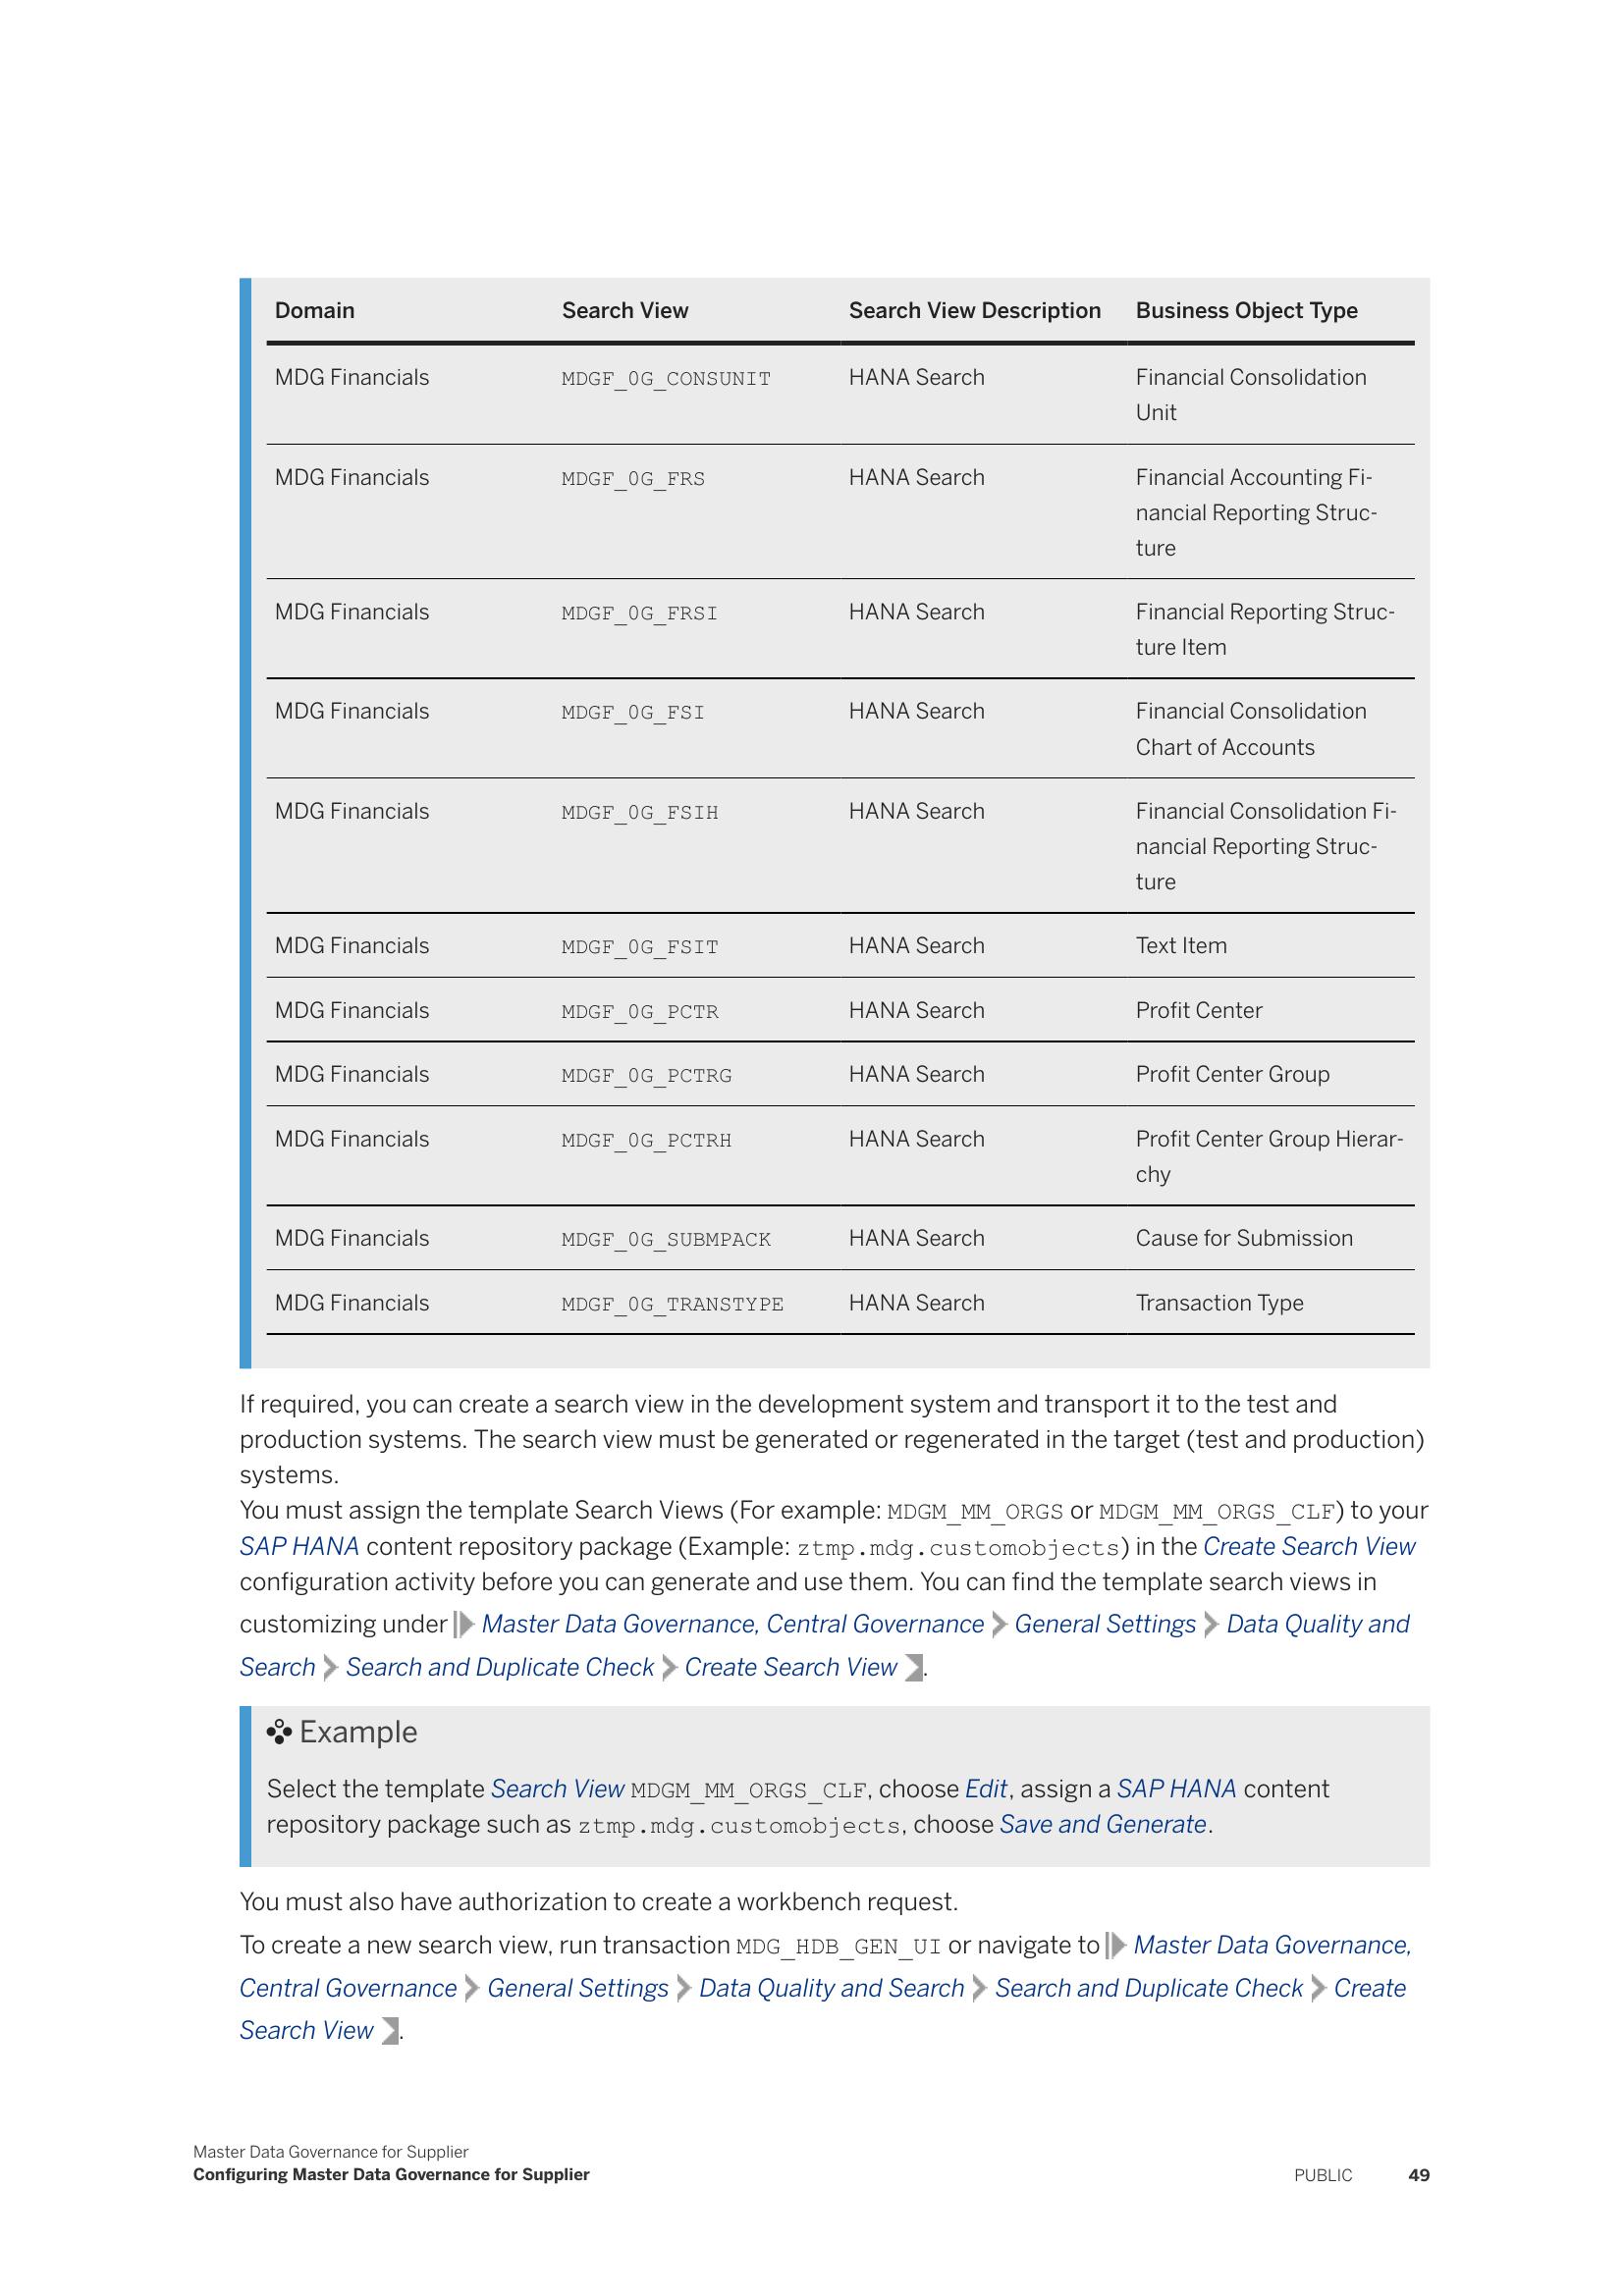 Domain Search View Search View Description Business Object Type
MDG Financials MDGF_0G_CONSUNIT HANA Search Financial Consolidation
Unit
MDG Financials MDGF_0G_FRS HANA Search Financial Accounting Fi-
nancial Reporting Struc-
ture
MDG Financials MDGF_0G_FRSI HANA Search Financial Reporting Struc-
ture Item
MDG Financials MDGF_0G_FSI HANA Search Financial Consolidation
Chart of Accounts
MDG Financials MDGF_0G_FSIH HANA Search Financial Consolidation Fi-
nancial Reporting Struc-
ture
MDG Financials MDGF_0G_FSIT HANA Search Text Item
MDG Financials MDGF_0G_PCTR HANA Search Profit Center
MDG Financials MDGF_0G_PCTRG HANA Search Profit Center Group
MDG Financials MDGF_0G_PCTRH HANA Search Profit Center Group Hierar-
chy
MDG Financials MDGF_0G_SUBMPACK HANA Search Cause for Submission
MDG Financials MDGF_0G_TRANSTYPE HANA Search Transaction Type
If required, you can create a search view in the development system and transport it to the test and
production systems. The search view must be generated or regenerated in the target (test and production)
systems.
You must assign the template Search Views (For example: MDGM_MM_ORGS or MDGM_MM_ORGS_CLF) to your
SAP HANA content repository package (Example: ztmp.mdg.customobjects) in the Create Search View
configuration activity before you can generate and use them. You can find the template search views in
customizing under Master Data Governance, Central Governance General Settings Data Quality and
Search Search and Duplicate Check Create Search View .
Example
Select the template Search View MDGM_MM_ORGS_CLF, choose Edit, assign a SAP HANA content
repository package such as ztmp.mdg.customobjects, choose Save and Generate.
You must also have authorization to create a workbench request.
To create a new search view, run transaction MDG_HDB_GEN_UI or navigate to Master Data Governance,
Central Governance General Settings Data Quality and Search Search and Duplicate Check Create
Search View .
Master Data Governance for Supplier
Configuring Master Data Governance for Supplier PUBLIC 49